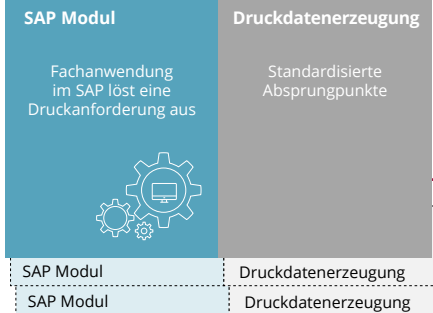 SAP Modul
Fachanwendung
im SAP löst eine
Druckanforderung aus
Druckdatenerzeugung
Standardisierte
Absprungpunkte
SAP Modul
Druckdatenerzeugung
SAP Modul
Druckdatenerzeugung